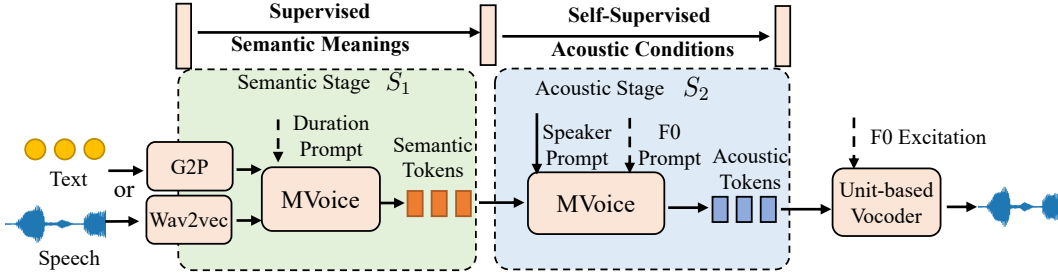 Supervised
Semantic Meanings
Self-Supervised
Acoustic Conditions
Semantic Stage S₁
Acoustic Stage S₂
Text
or
Speech
G2P
Wav2vec
Duration
Prompt
MVoice
Semantic
Tokens
Speaker
Prompt
F0
Prompt
MVoice
Acoustic
Tokens
F0 Excitation
Unit-based
Vocoder